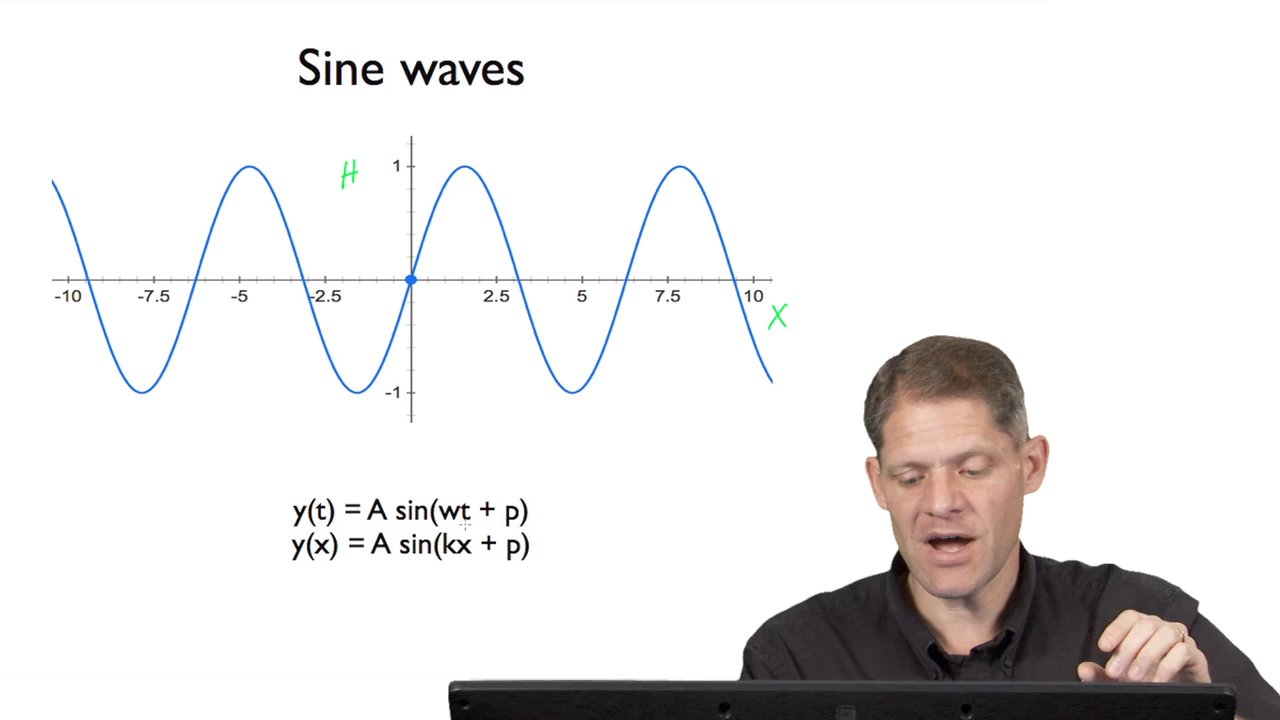 Sine waves
H
1
-10 -7.5 -5 -2.5 2.5 5 7.5 10
X
-1
y(t) = A sin(wt + p)
y(x) = A sin(kx + p)